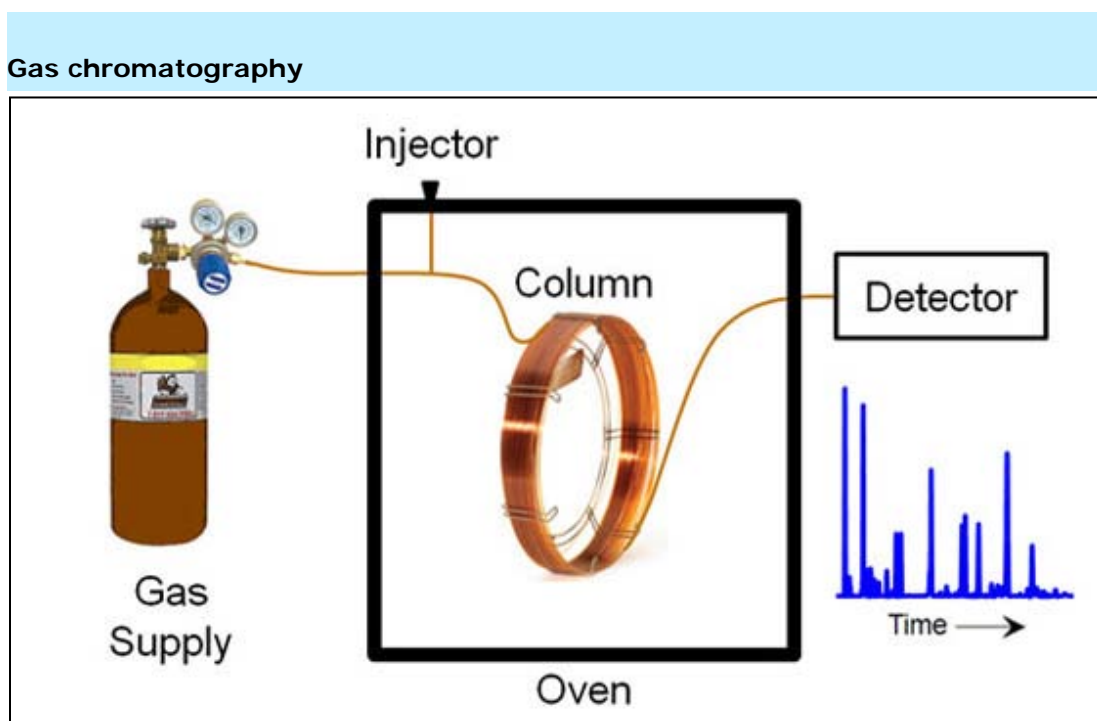 Gas chromatography
Injector
Column
Detector
Gas
Supply
Time
Oven